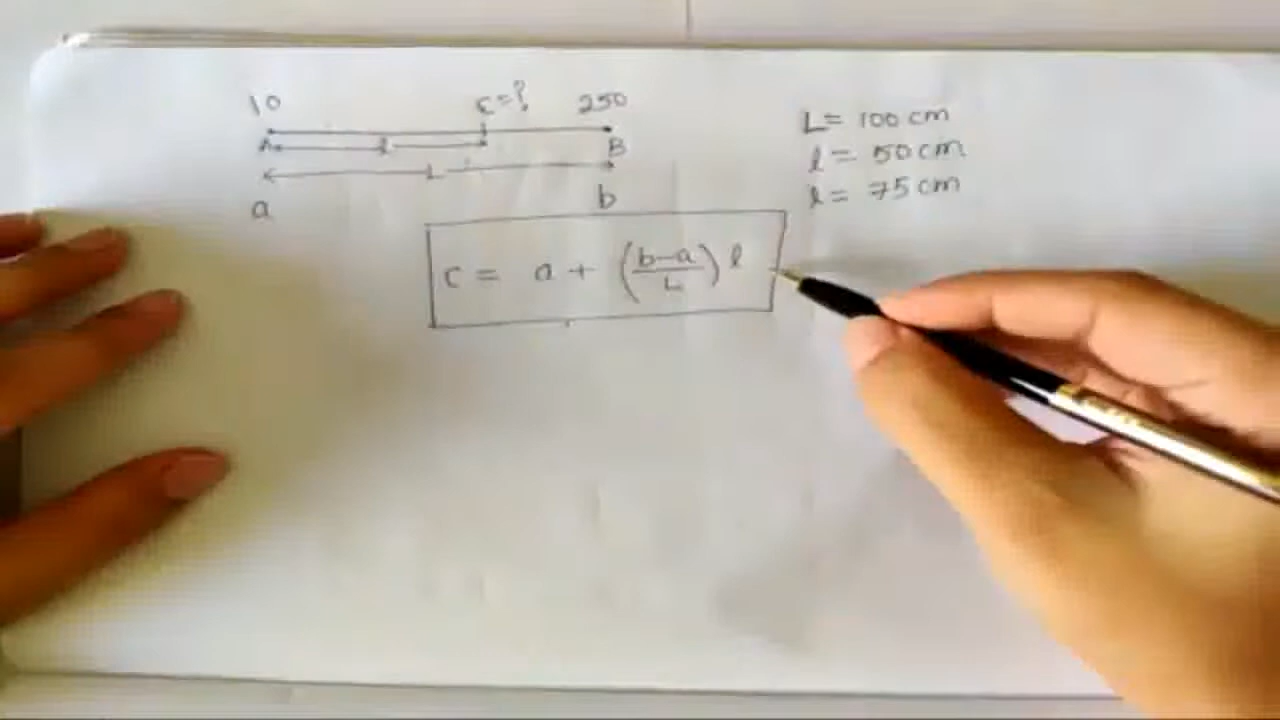 10 C=? 250
A l B
L
a b
L= 100 cm
l = 50 cm
l = 75 cm
c = a + (b-a/L) l